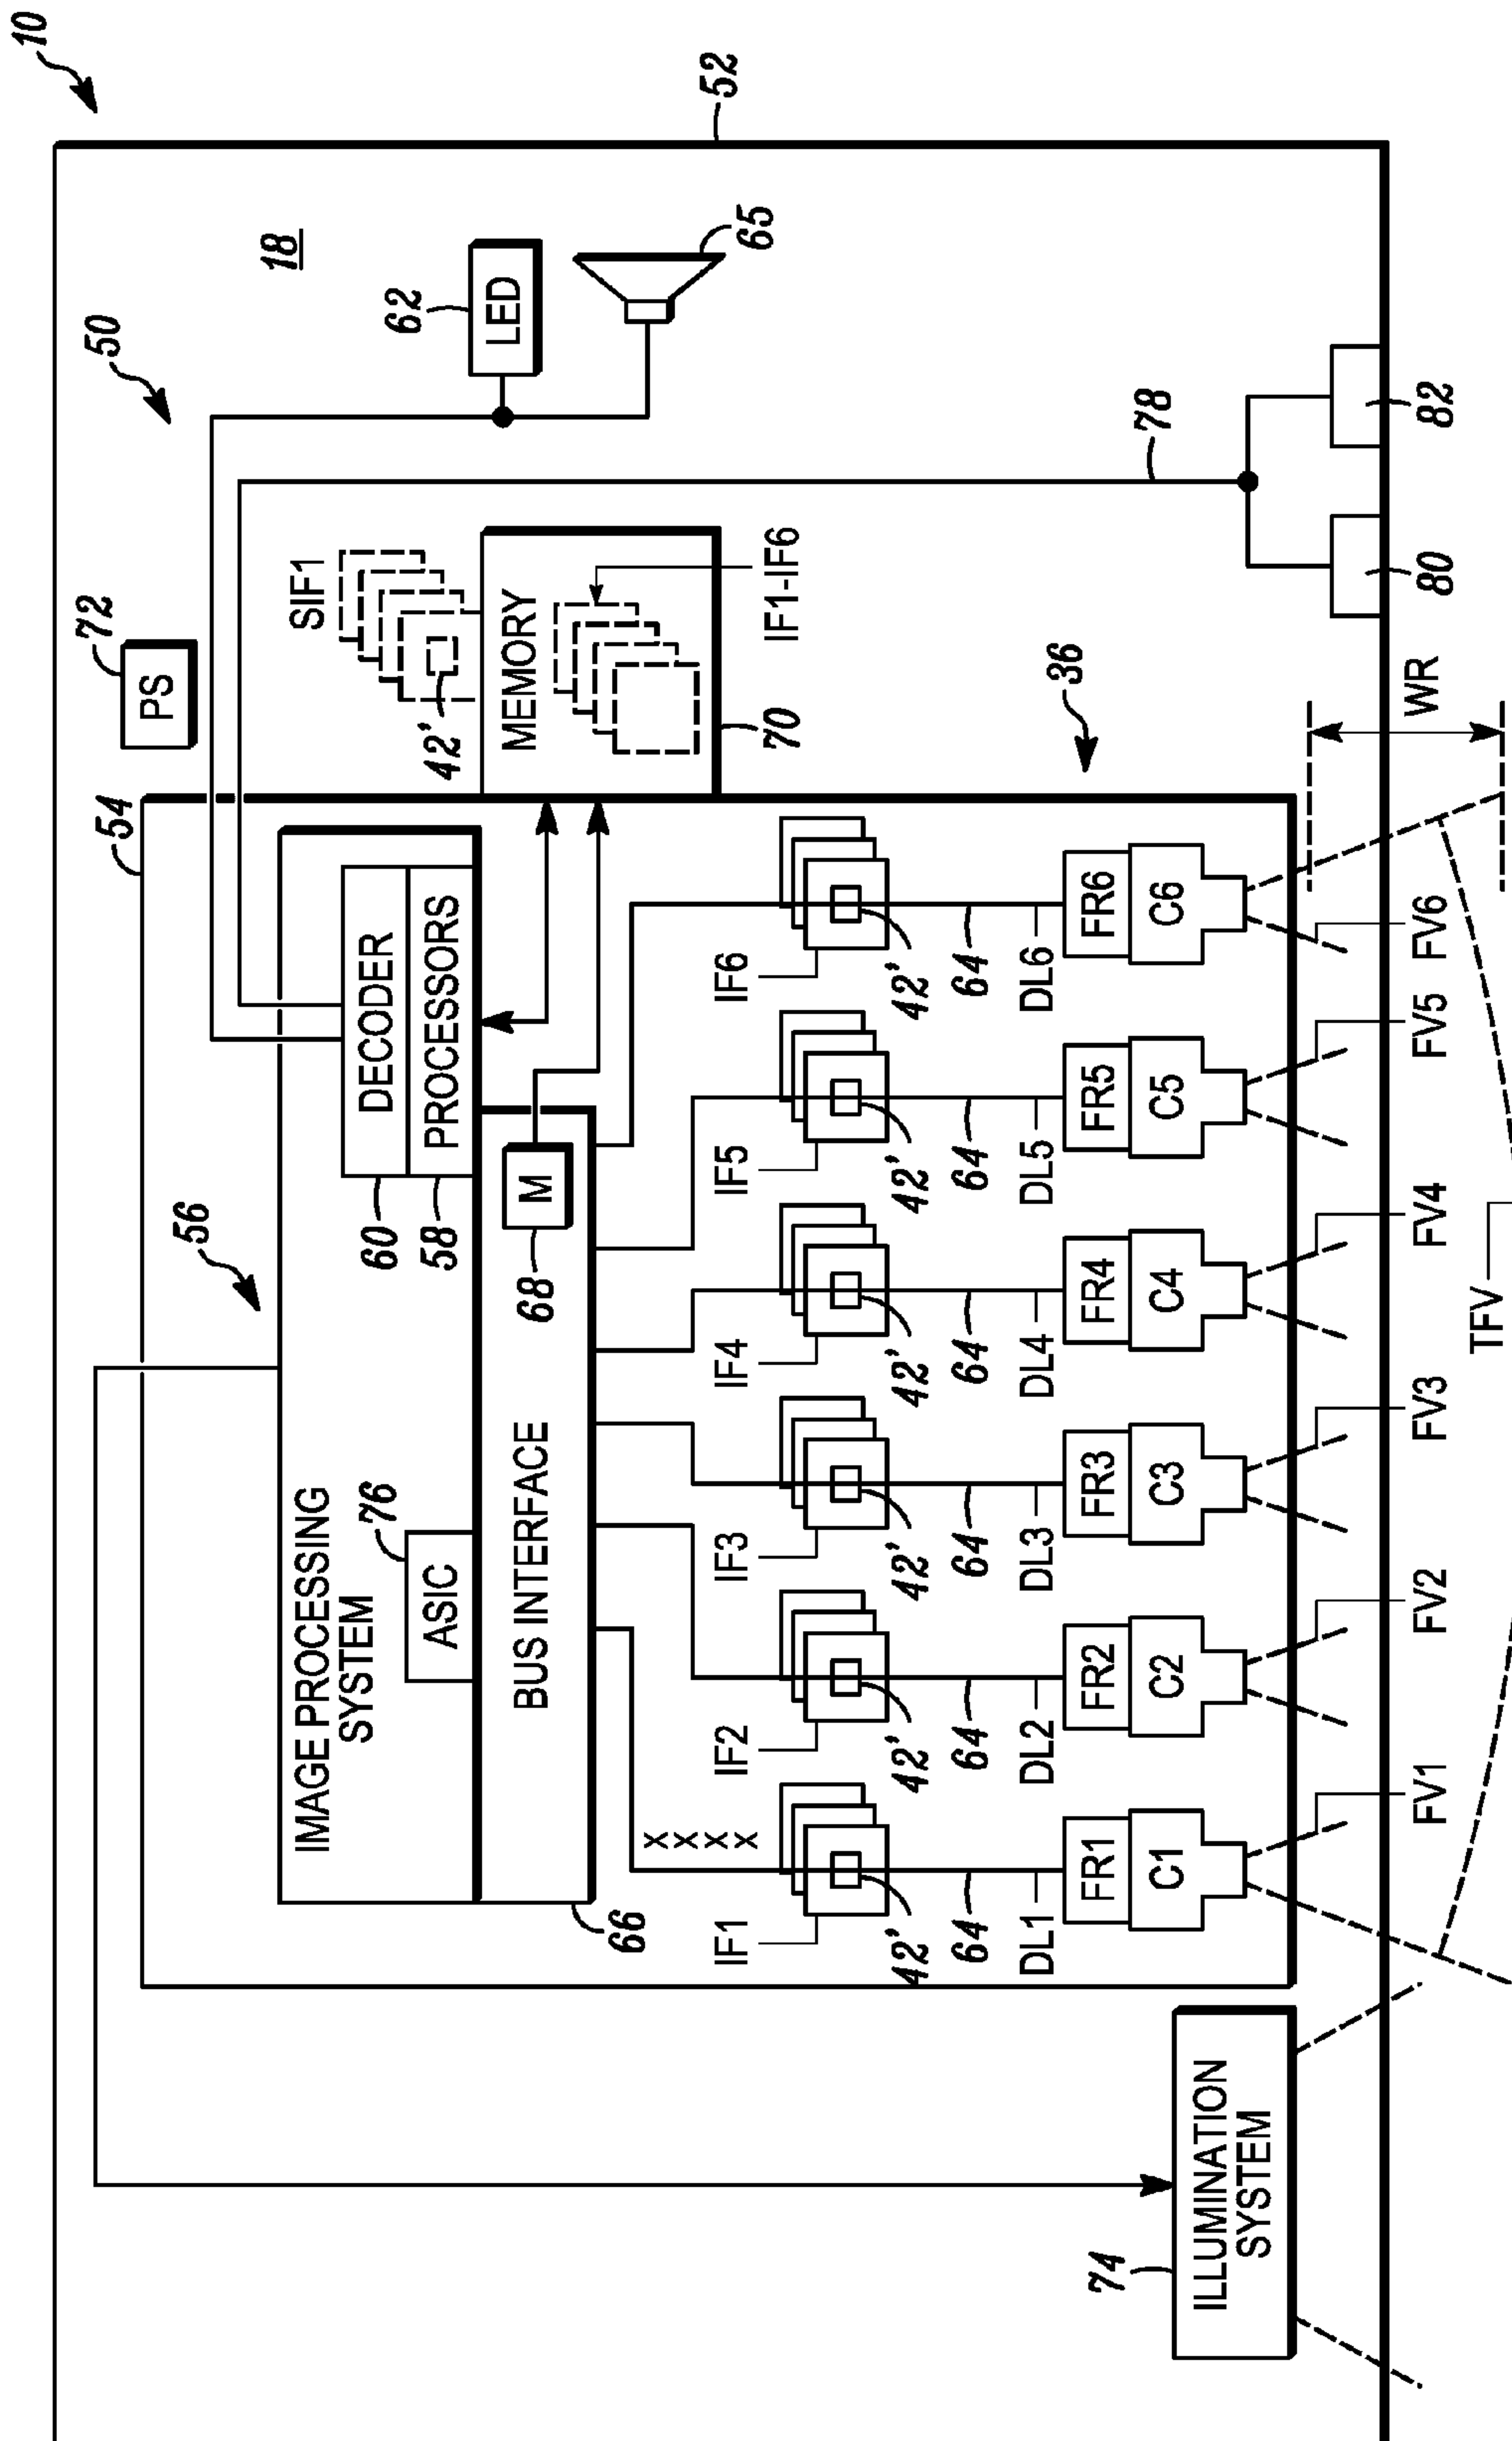 10
52
18
50
62
LED
65
72
PS
SIF1
42'
MEMORY
IF1-IF6
70
78
80
82
54
56
IMAGE PROCESSING
SYSTEM
76
ASIC
DECODER
PROCESSORS
60
58
BUS INTERFACE
M
68
66
36
WR
X X X X
IF1
IF2
IF3
IF4
IF5
IF6
42'
42'
42'
42'
42'
42'
64
64
64
64
64
64
DL1
DL2
DL3
DL4
DL5
DL6
FR1
FR2
FR3
FR4
FR5
FR6
C1
C2
C3
C4
C5
C6
FV1
FV2
FV3
FV4
FV5
FV6
TFV
74
ILLUMINATION
SYSTEM